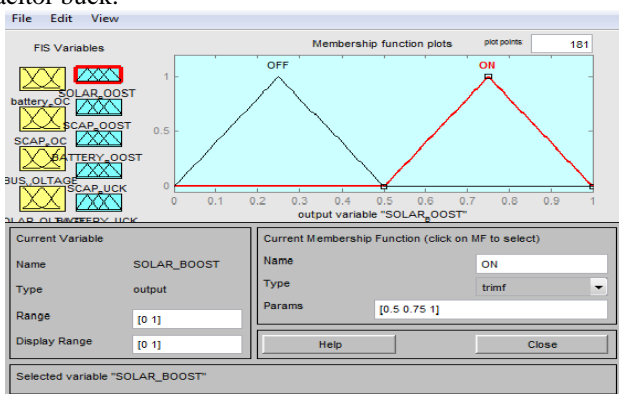 File Edit View
FIS Variables
Membership function plots
plot points:
181
OFF
ON
1
0.5
0
0 0.1 0.2 0.3 0.4 0.5 0.6 0.7 0.8 0.9 1
output variable "SOLAR_BOOST"
battery_OC
SOLAR_OOST
SCAP_OOST
SCAP_OC
BATTERY_OOST
BUS_OLTAGE
SCAP_UCK
Current Variable
Name SOLAR_BOOST
Type output
Range [0 1]
Display Range [0 1]
Current Membership Function (click on MF to select)
Name ON
Type trimf
Params [0.5 0.75 1]
Help Close
Selected variable "SOLAR_BOOST"